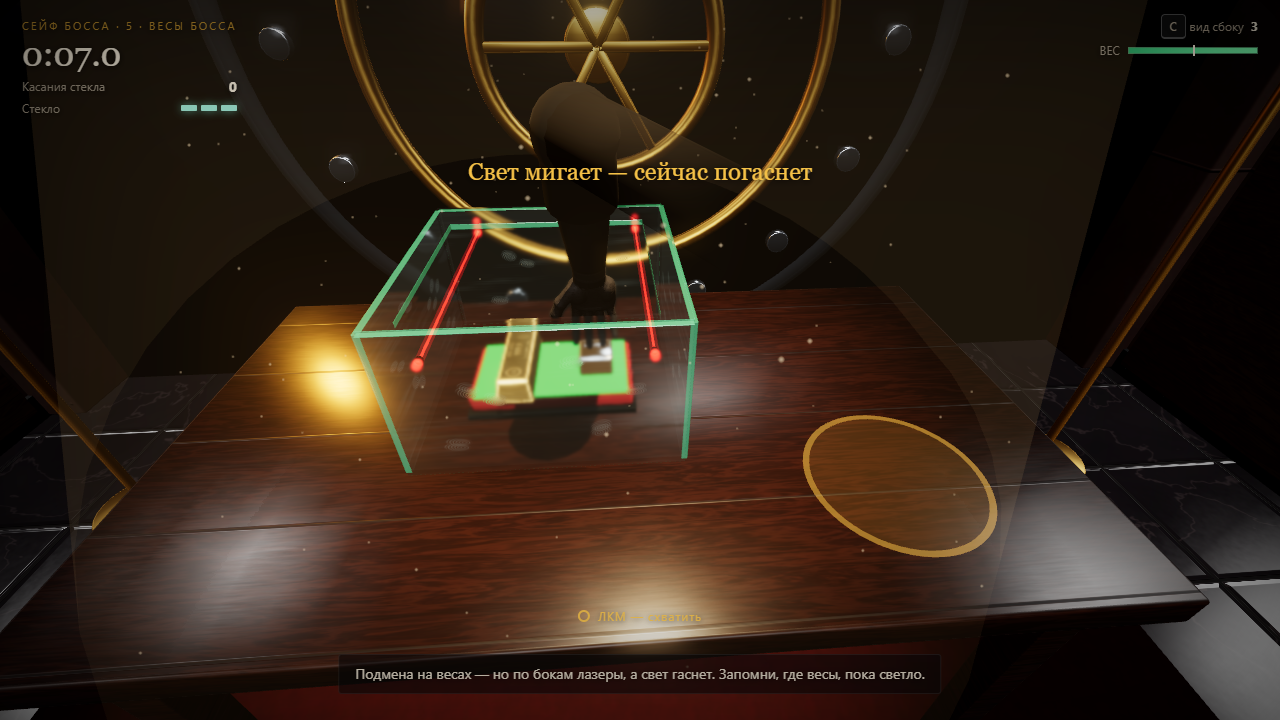 СЕЙФ БОССА · 5 · ВЕСЫ БОССА
0:07.0
Касания стекла 0
Стекло
C вид сбоку 3
ВЕС
Свет мигает — сейчас погаснет
ЛКМ — схватить
Подмена на весах — но по бокам лазеры, а свет гаснет. Запомни, где весы, пока светло.